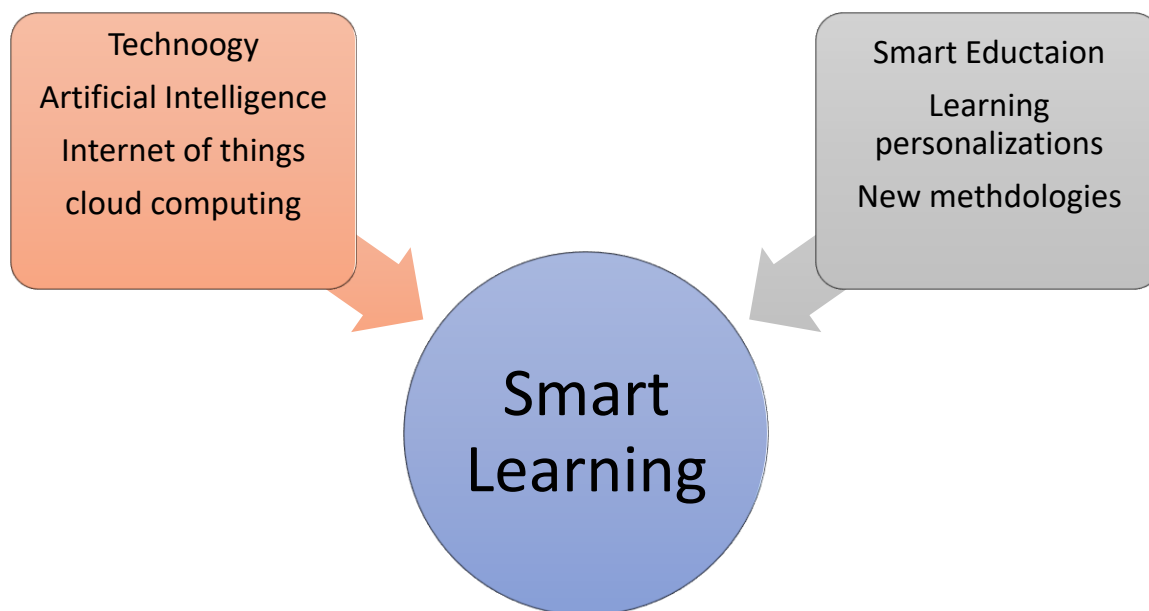 Technoogy
Artificial Intelligence
Internet of things
cloud computing
Smart Eductaion
Learning
personalizations
New methdologies
Smart
Learning